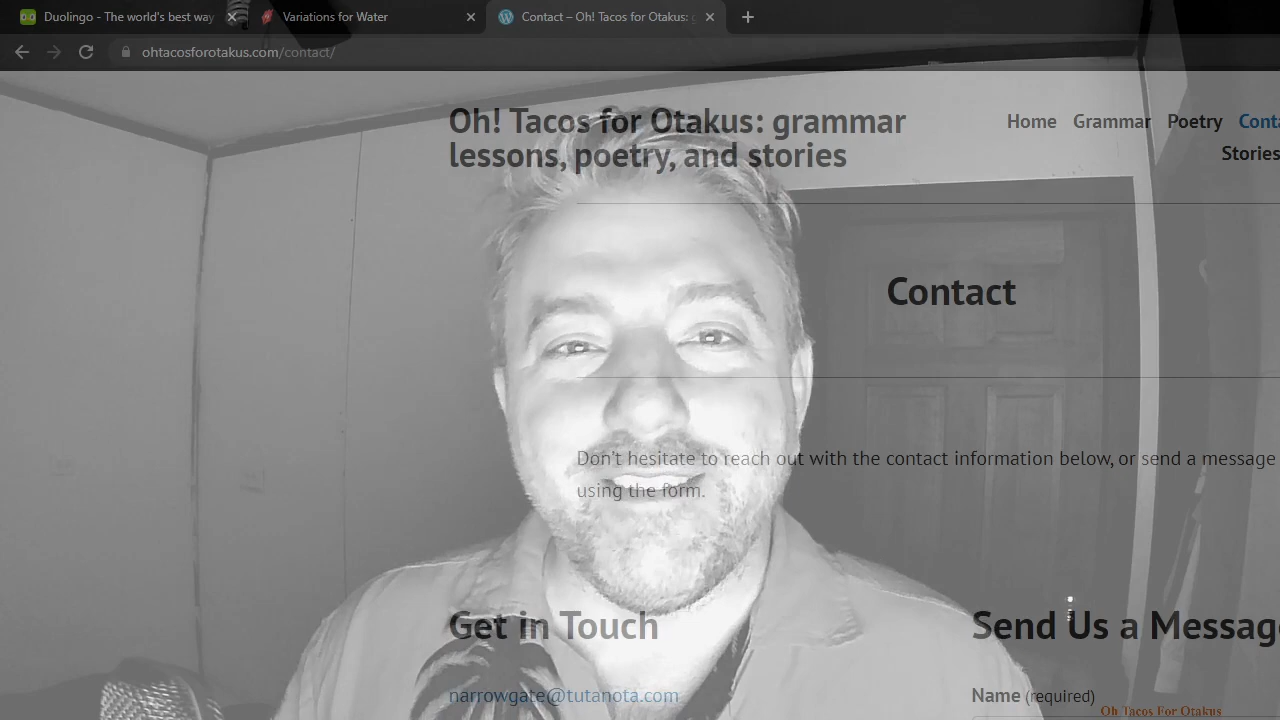 Duolingo - The world's best way
Variations for Water
Contact – Oh! Tacos for Otakus: g
ohtacosforotakus.com/contact/
Oh! Tacos for Otakus: grammar
lessons, poetry, and stories
Home Grammar Poetry Conta
Stories
Contact
Don't hesitate to reach out with the contact information below, or send a message
using the form.
Get in Touch
Send Us a Message
narrowgate@tutanota.com
Name (required)
Oh Tacos For Otakus